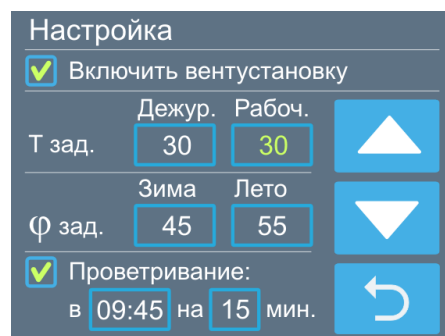 Настройка
Включить вентустановку
Дежур. Рабоч.
Т зад. 30 30
Зима Лето
φ зад. 45 55
Проветривание:
в 09:45 на 15 мин.